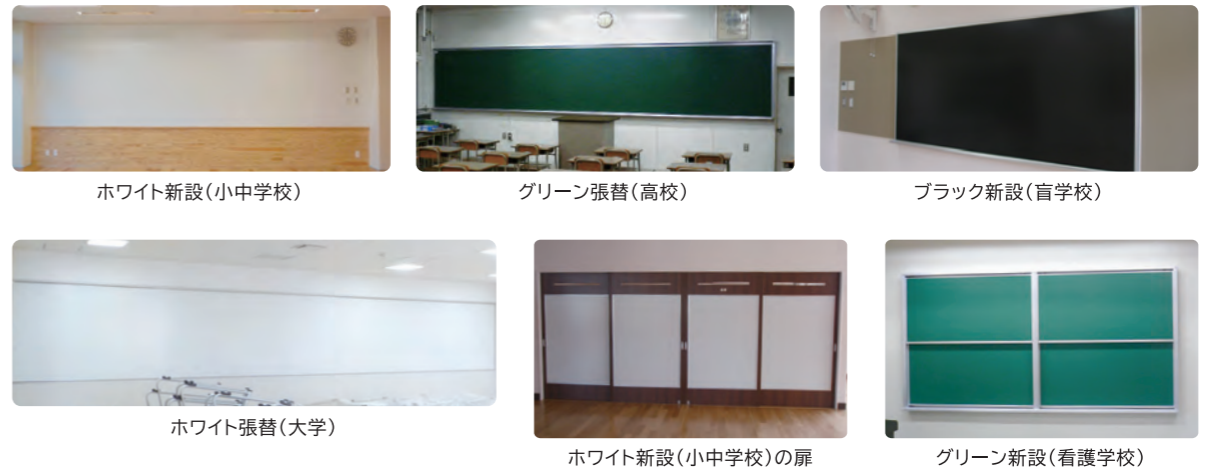 ホワイト新設（小中学校）
グリーン張替（高校）
ブラック新設（盲学校）
ホワイト張替（大学）
ホワイト新設（小中学校）の扉
グリーン新設（看護学校）